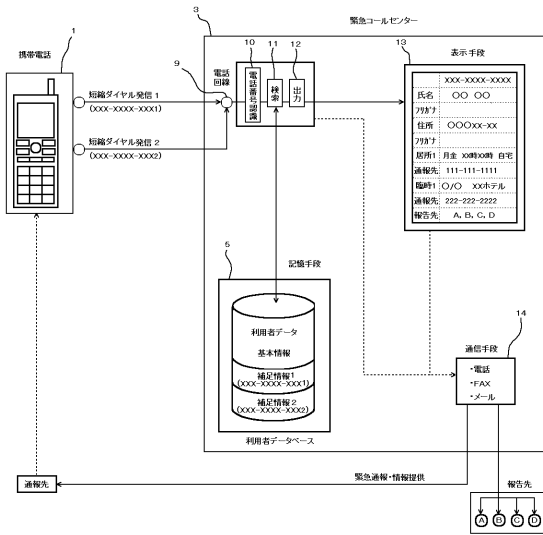 緊急コールセンター
3
1
携帯電話
短縮ダイヤル発信 1
(XXX-XXXX-XXX1)
短縮ダイヤル発信 2
(XXX-XXXX-XXX2)
9
電話
回線
10
11
12
電話番号認識
検索
出力
13
表示手段
XXX-XXXX-XXXX
氏名 〇〇 〇〇
フリガナ
住所 〇〇〇xx-xx
フリガナ
居所1 月金 XX時XX時 自宅
通報先 111-111-1111
臨時1 〇/〇 XXホテル
通報先 222-222-2222
報告先 A, B, C, D
5
記憶手段
利用者データ
基本情報
補足情報1
(XXX-XXXX-XXX1)
補足情報2
(XXX-XXXX-XXX2)
利用者データベース
14
通信手段
・電話
・FAX
・メール
通報先
緊急通報・情報提供
報告先
A B C D